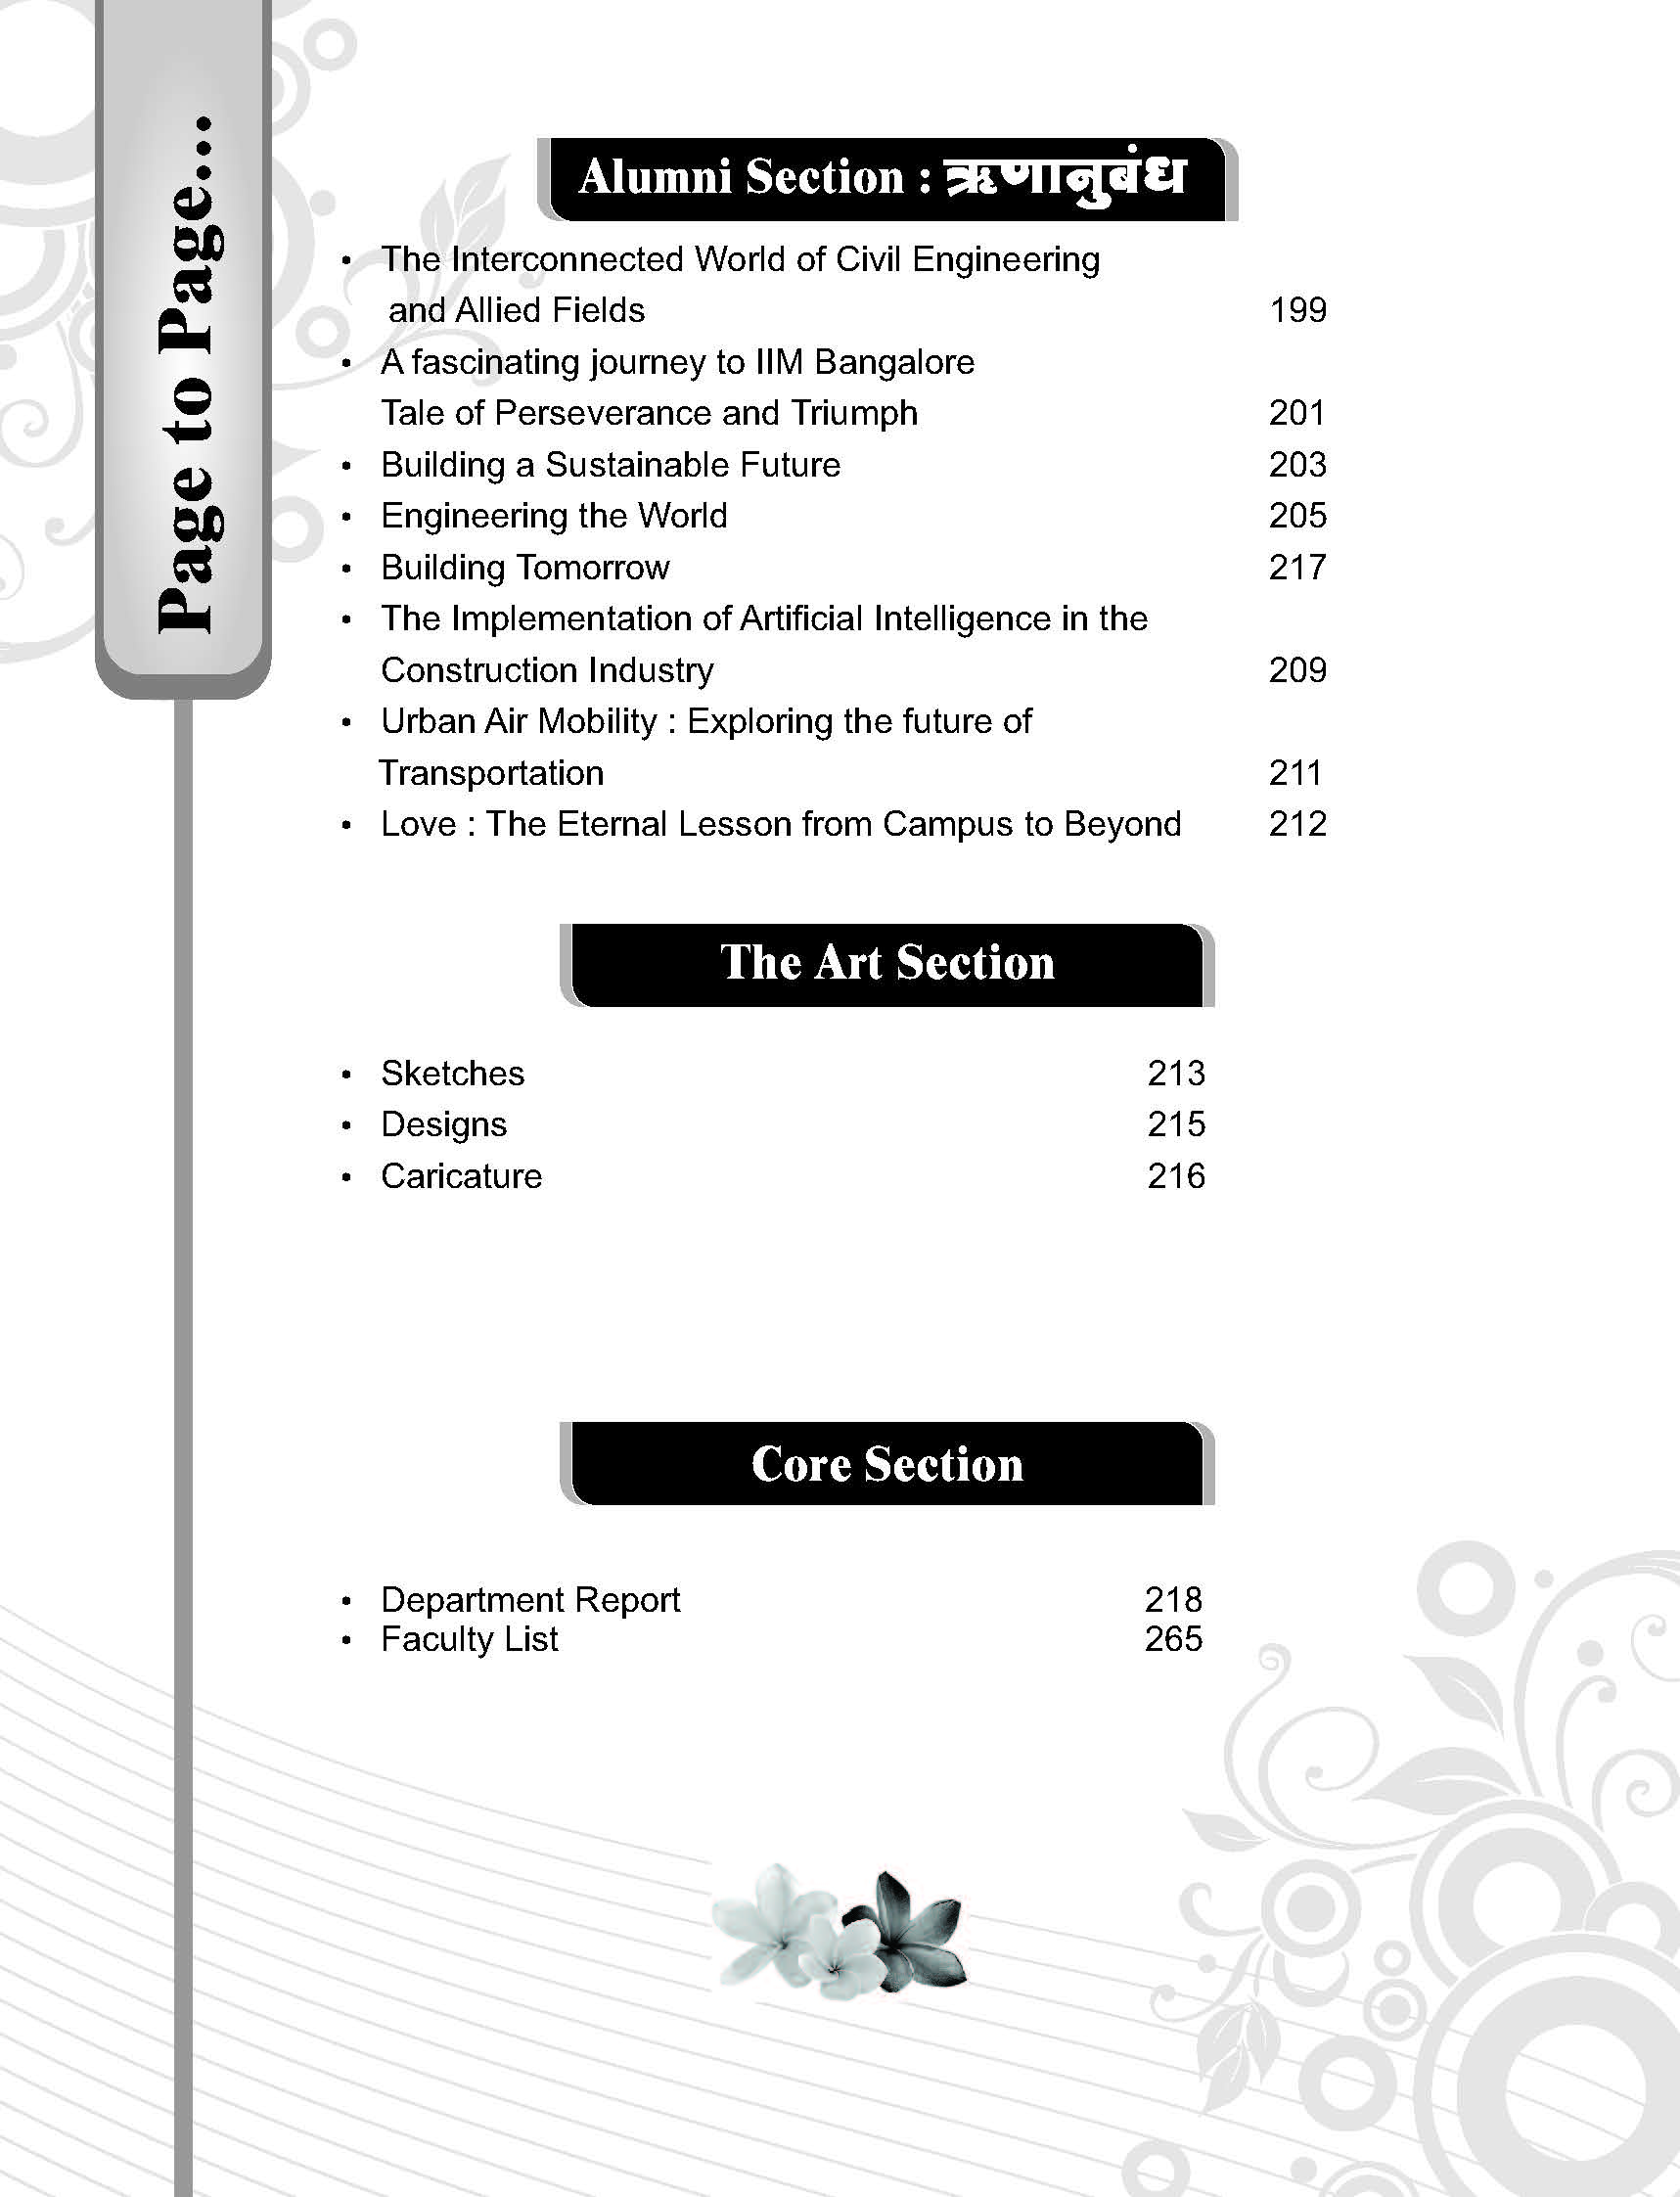 Page to Page...
Alumni Section : ऋणानुबंध
• The Interconnected World of Civil Engineering
and Allied Fields 199
• A fascinating journey to IIM Bangalore
Tale of Perseverance and Triumph 201
• Building a Sustainable Future 203
• Engineering the World 205
• Building Tomorrow 217
• The Implementation of Artificial Intelligence in the
Construction Industry 209
• Urban Air Mobility : Exploring the future of
Transportation 211
• Love : The Eternal Lesson from Campus to Beyond 212
The Art Section
• Sketches 213
• Designs 215
• Caricature 216
Core Section
• Department Report 218
• Faculty List 265